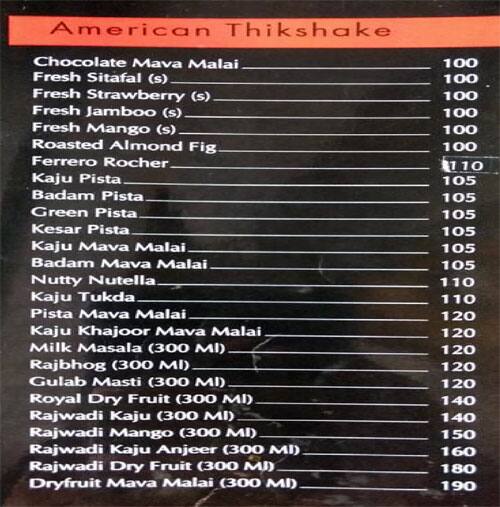 American Thikshake
Chocolate Mava Malai 100
Fresh Sitafal (s) 100
Fresh Strawberry (s) 100
Fresh Jamboo (s) 100
Fresh Mango (s) 100
Roasted Almond Fig 100
Ferrero Rocher 110
Kaju Pista 105
Badam Pista 105
Green Pista 105
Kesar Pista 105
Kaju Mava Malai 105
Badam Mava Malai 105
Nutty Nutella 110
Kaju Tukda 110
Pista Mava Malai 120
Kaju Khajoor Mava Malai 120
Milk Masala (300 Ml) 120
Rajbhog (300 Ml) 120
Gulab Masti (300 Ml) 120
Royal Dry Fruit (300 Ml) 140
Rajwadi Kaju (300 Ml) 140
Rajwadi Mango (300 Ml) 150
Rajwadi Kaju Anjeer (300 Ml) 160
Rajwadi Dry Fruit (300 Ml) 180
Dryfruit Mava Malai (300 Ml) 190